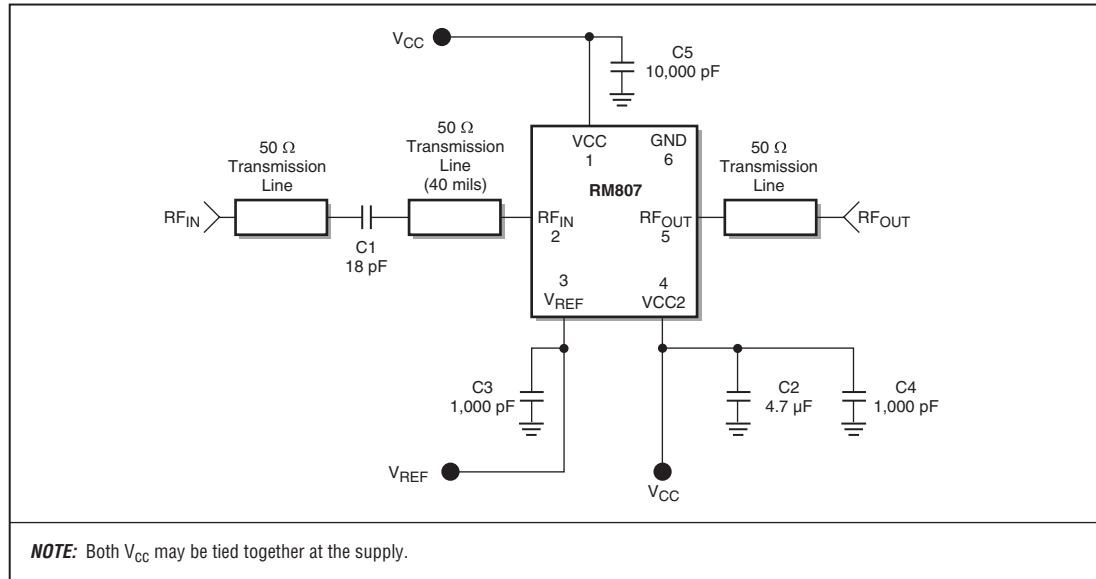 V_CC
C5
10,000 pF
50 Ω
Transmission
Line
50 Ω
Transmission
Line
(40 mils)
VCC
1
GND
6
50 Ω
Transmission
Line
RM807
RF_IN
C1
18 pF
RF_IN
2
RF_OUT
5
RF_OUT
3
V_REF
4
VCC2
C3
1,000 pF
C2
4.7 µF
C4
1,000 pF
V_REF
V_CC
NOTE: Both V_CC may be tied together at the supply.